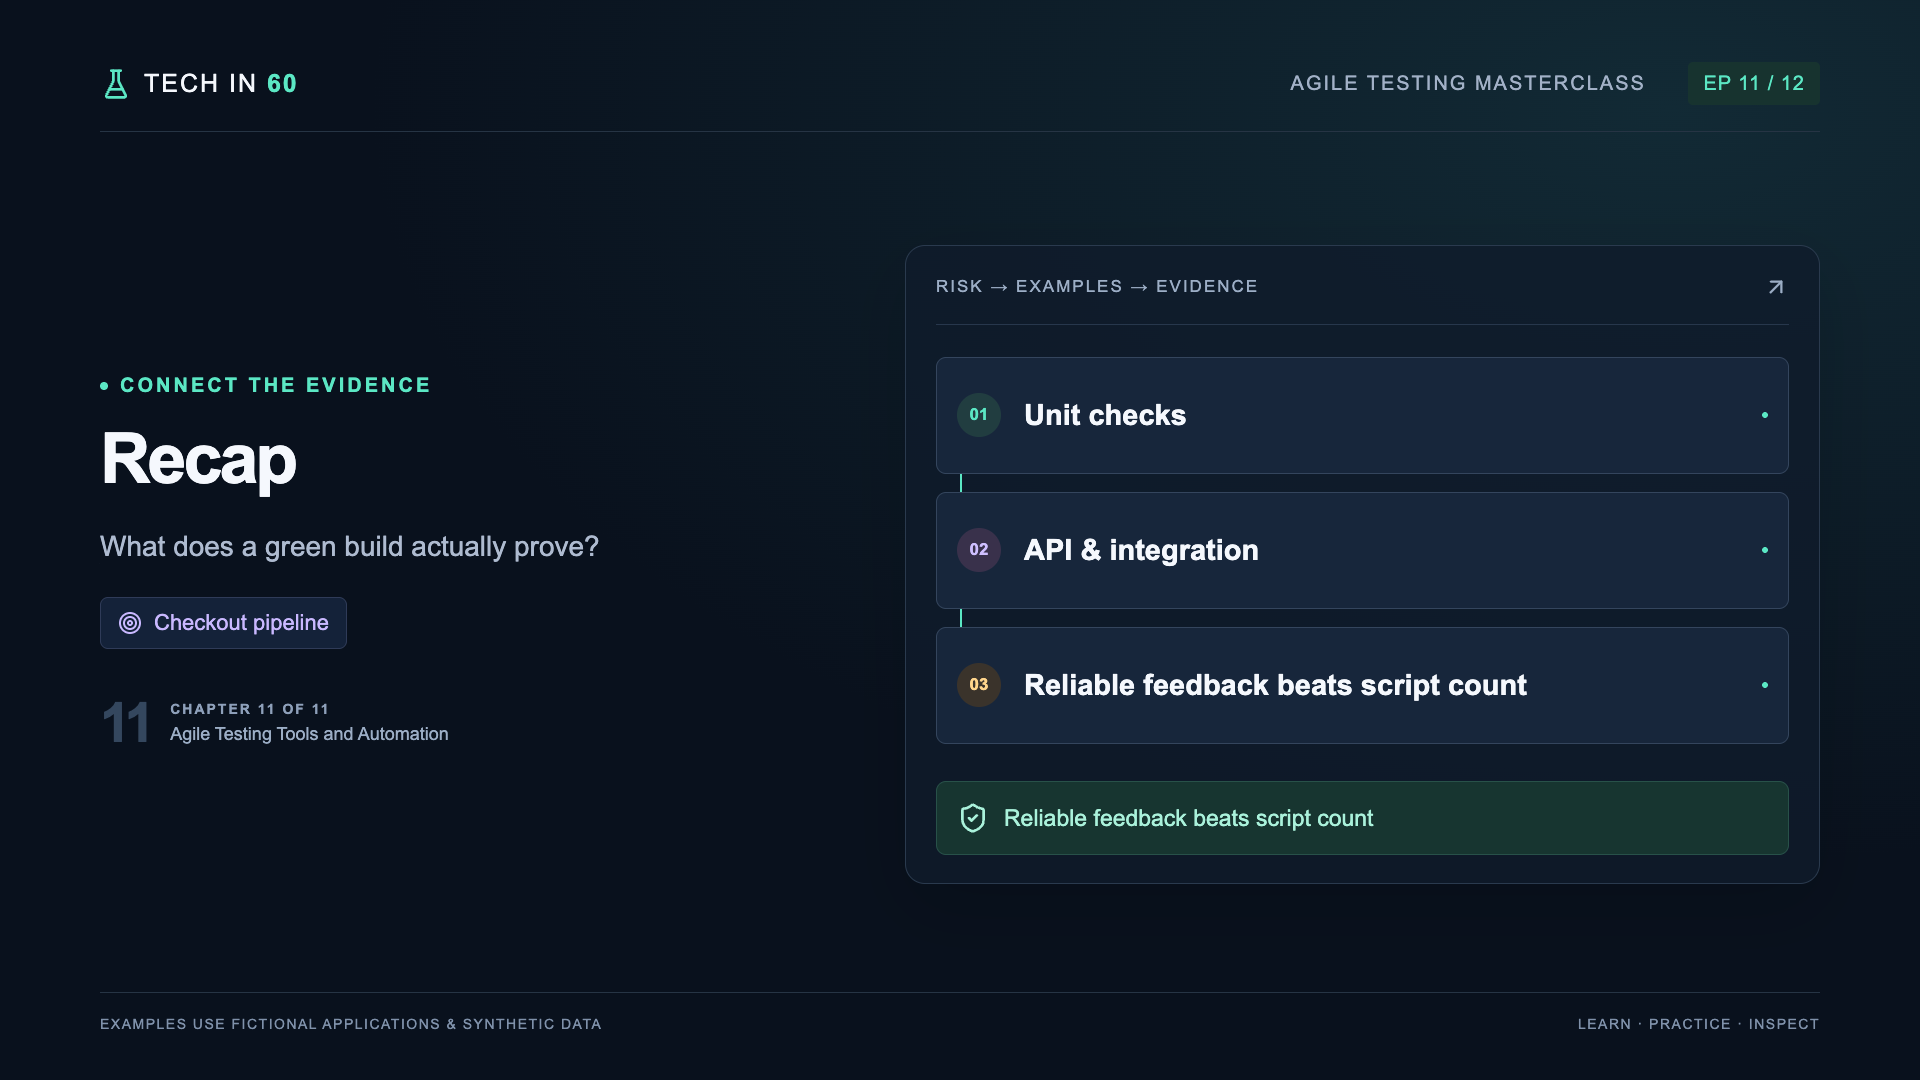 TECH IN 60
AGILE TESTING MASTERCLASS
EP 11 / 12
CONNECT THE EVIDENCE
Recap
What does a green build actually prove?
Checkout pipeline
11
CHAPTER 11 OF 11
Agile Testing Tools and Automation
RISK → EXAMPLES → EVIDENCE
01
Unit checks
02
API & integration
03
Reliable feedback beats script count
Reliable feedback beats script count
EXAMPLES USE FICTIONAL APPLICATIONS & SYNTHETIC DATA
LEARN · PRACTICE · INSPECT